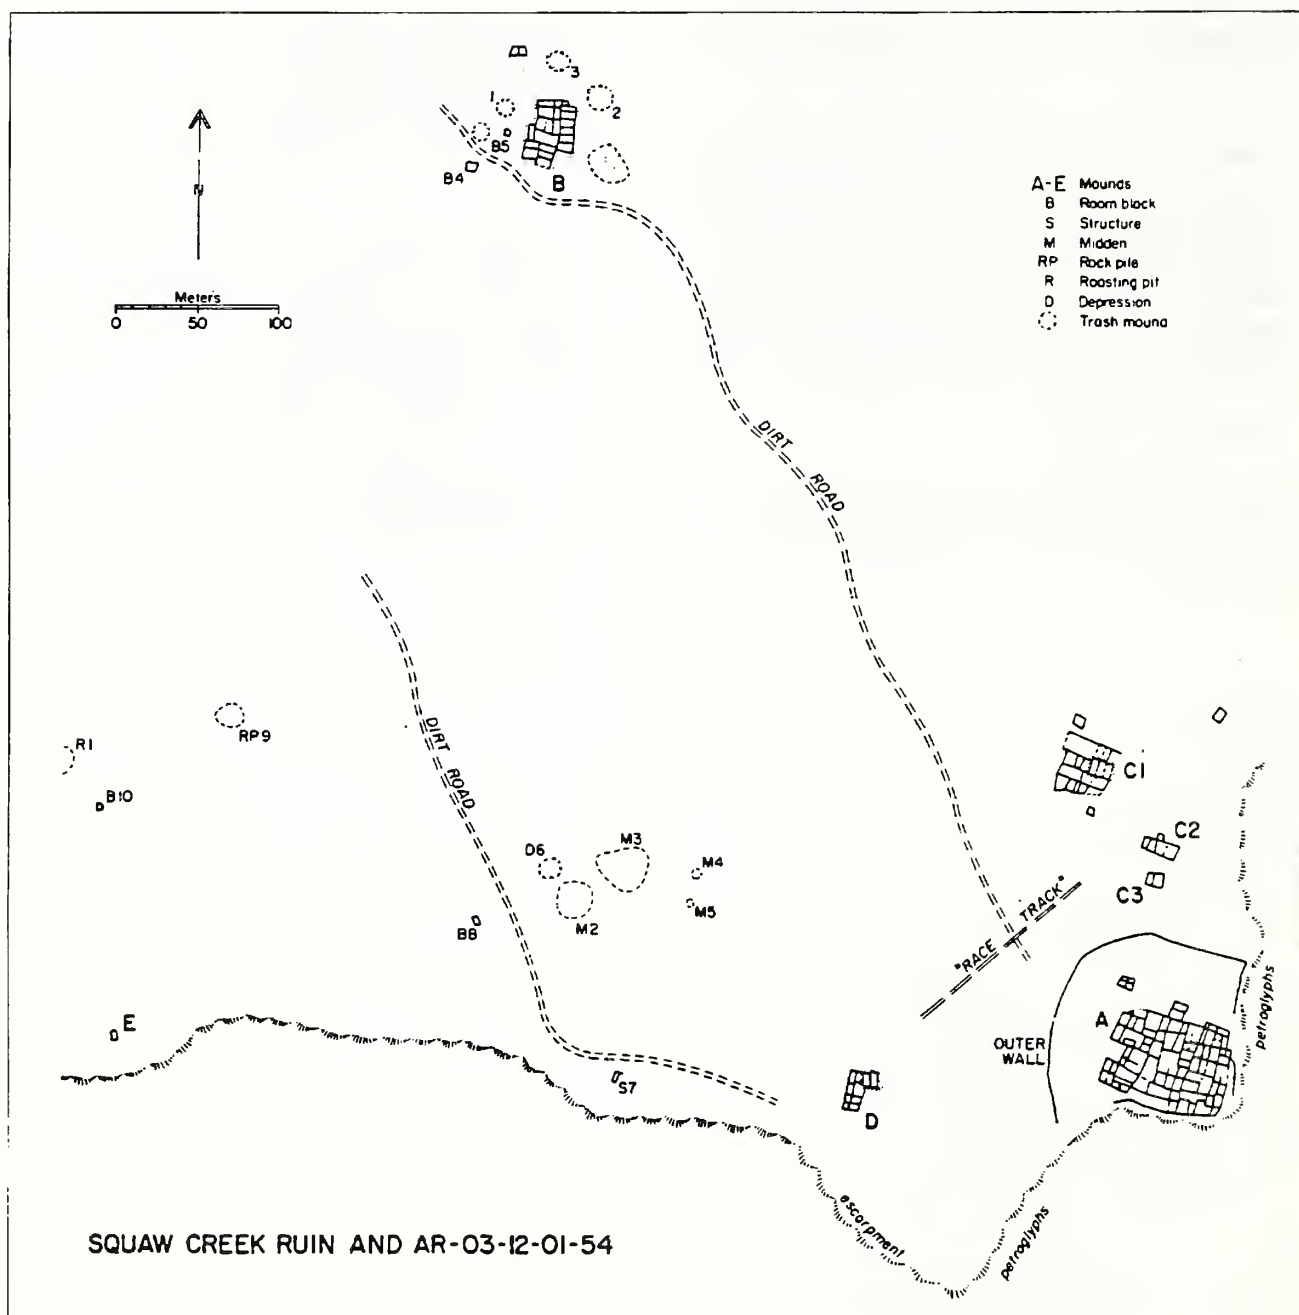 3
1
2
B5
B4
B
N
A-E Mounds
B Room block
S Structure
M Midden
RP Rock pile
R Roasting pit
D Depression
Trash mound
Meters
0 50 100
DIRT ROAD
R1
RP9
B10
DIRT ROAD
C1
C2
C3
D6
M3
M4
M2
M5
B8
"RACE TRACK"
E
S7
A
OUTER
WALL
D
petroglyphs
escarpment
petroglyphs
SQUAW CREEK RUIN AND AR-03-12-01-54